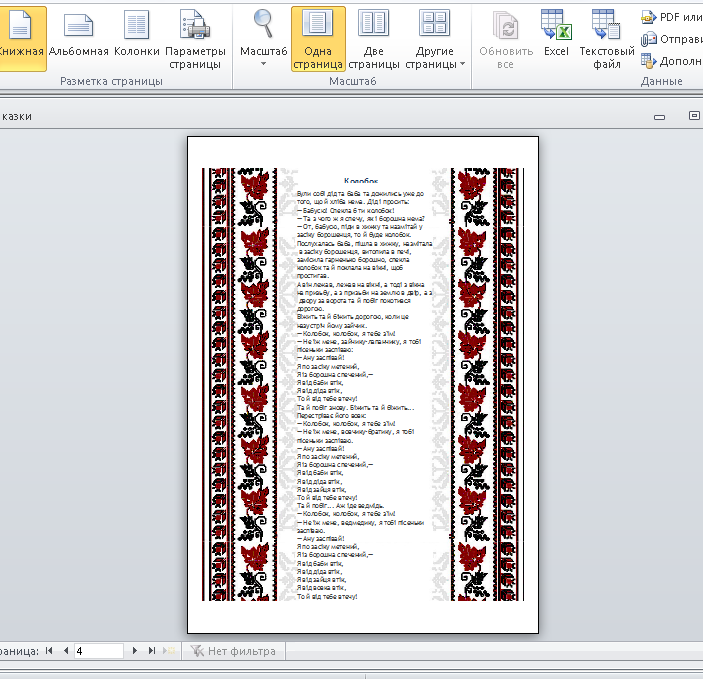 Книжная Альбомная Колонки Параметры страницы
Разметка страницы
Масштаб Одна страница Две страницы Другие страницы
Масштаб
Обновить все Excel Текстовый файл
PDF или
Отправи
Дополн
Данные
казки
Колобок
Були собі дід та баба та дожились уже до
того, що й хліба нема. Дід і просить:
— Бабусю! Спекла б ти колобок!
— Та з чого ж я спечу, як і борошна нема?
— От, бабусю, піди в хижку та назмітай у
засіку борошенця, то й буде колобок.
Послухалась баба, пішла в хижку, назмітала
в засіку борошенця, витопила в печі,
замісила гарненько борошно, спекла
колобок та й поклала на вікні, щоб
простигав.
А він лежав, лежав на вікні, а тоді з вікна
на призьбу, а з призьби на землю в двір, а з
двору за ворота та й побіг покотився
дорогою.
Біжить та й біжить дорогою, коли це
назустріч йому зайчик.
— Колобок, колобок, я тебе з’їм!
— Не їж мене, зайчику-лапанчику, я тобі
пісеньки заспіваю:
— Ану заспівай!
Я по засіку метений,
Я із борошна спечений,—
Я від баби втік,
Я від діда втік,
То й від тебе втечу!
Та й побіг знову. Біжить та й біжить...
Перестріває його вовк:
— Колобок, колобок, я тебе з’їм!
— Не їж мене, вовчику-братику, я тобі
пісеньки заспіваю.
— Ану заспівай!
Я по засіку метений,
Я із борошна спечений,—
Я від баби втік,
Я від діда втік,
Я від зайця втік,
То й від тебе втечу!
Та й побіг... Аж іде ведмідь.
— Колобок, колобок, я тебе з’їм!
— Не їж мене, ведмедику, я тобі пісеньки
заспіваю.
— Ану заспівай!
Я по засіку метений,
Я із борошна спечений,—
Я від баби втік,
Я від діда втік,
Я від зайця втік,
Я від вовка втік,
То й від тебе втечу!
раница: 4 Нет фильтра